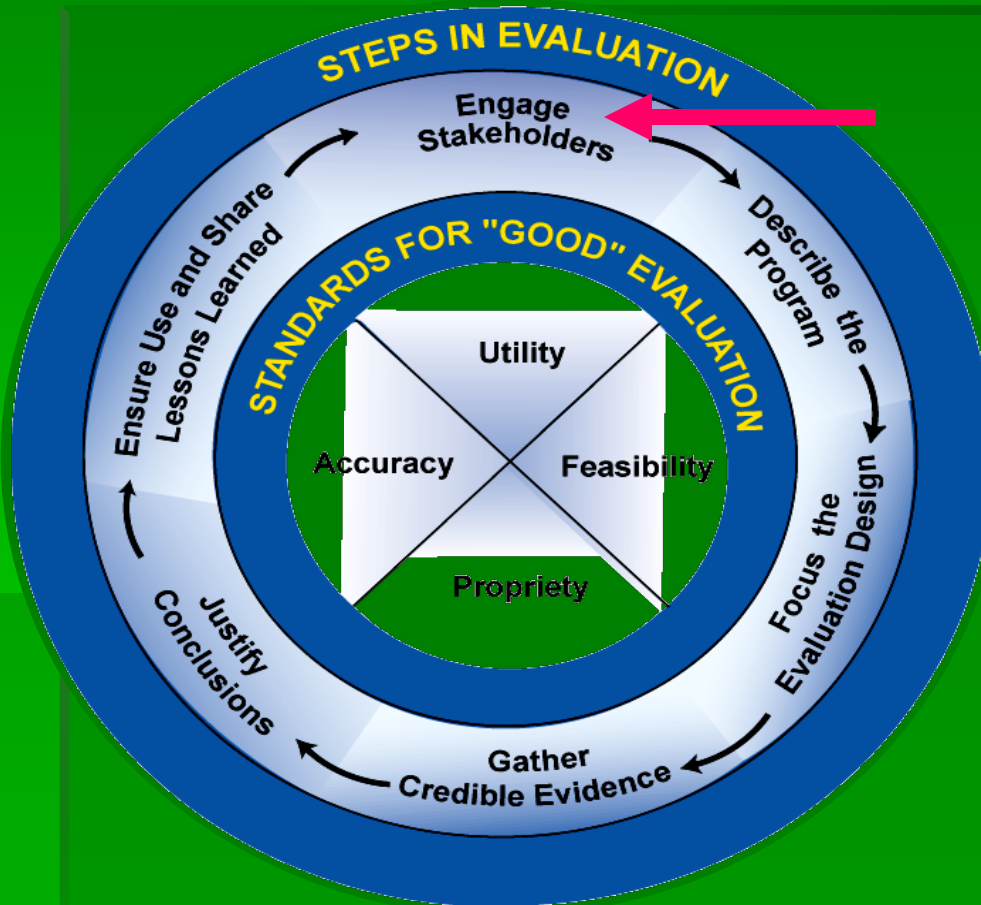 STEPS IN EVALUATION
Engage
Stakeholders
Describe the
Program
Focus the
Evaluation Design
Gather
Credible Evidence
Justify
Conclusions
Ensure Use and Share
Lessons Learned
STANDARDS FOR "GOOD" EVALUATION
Utility
Accuracy
Feasibility
Propriety